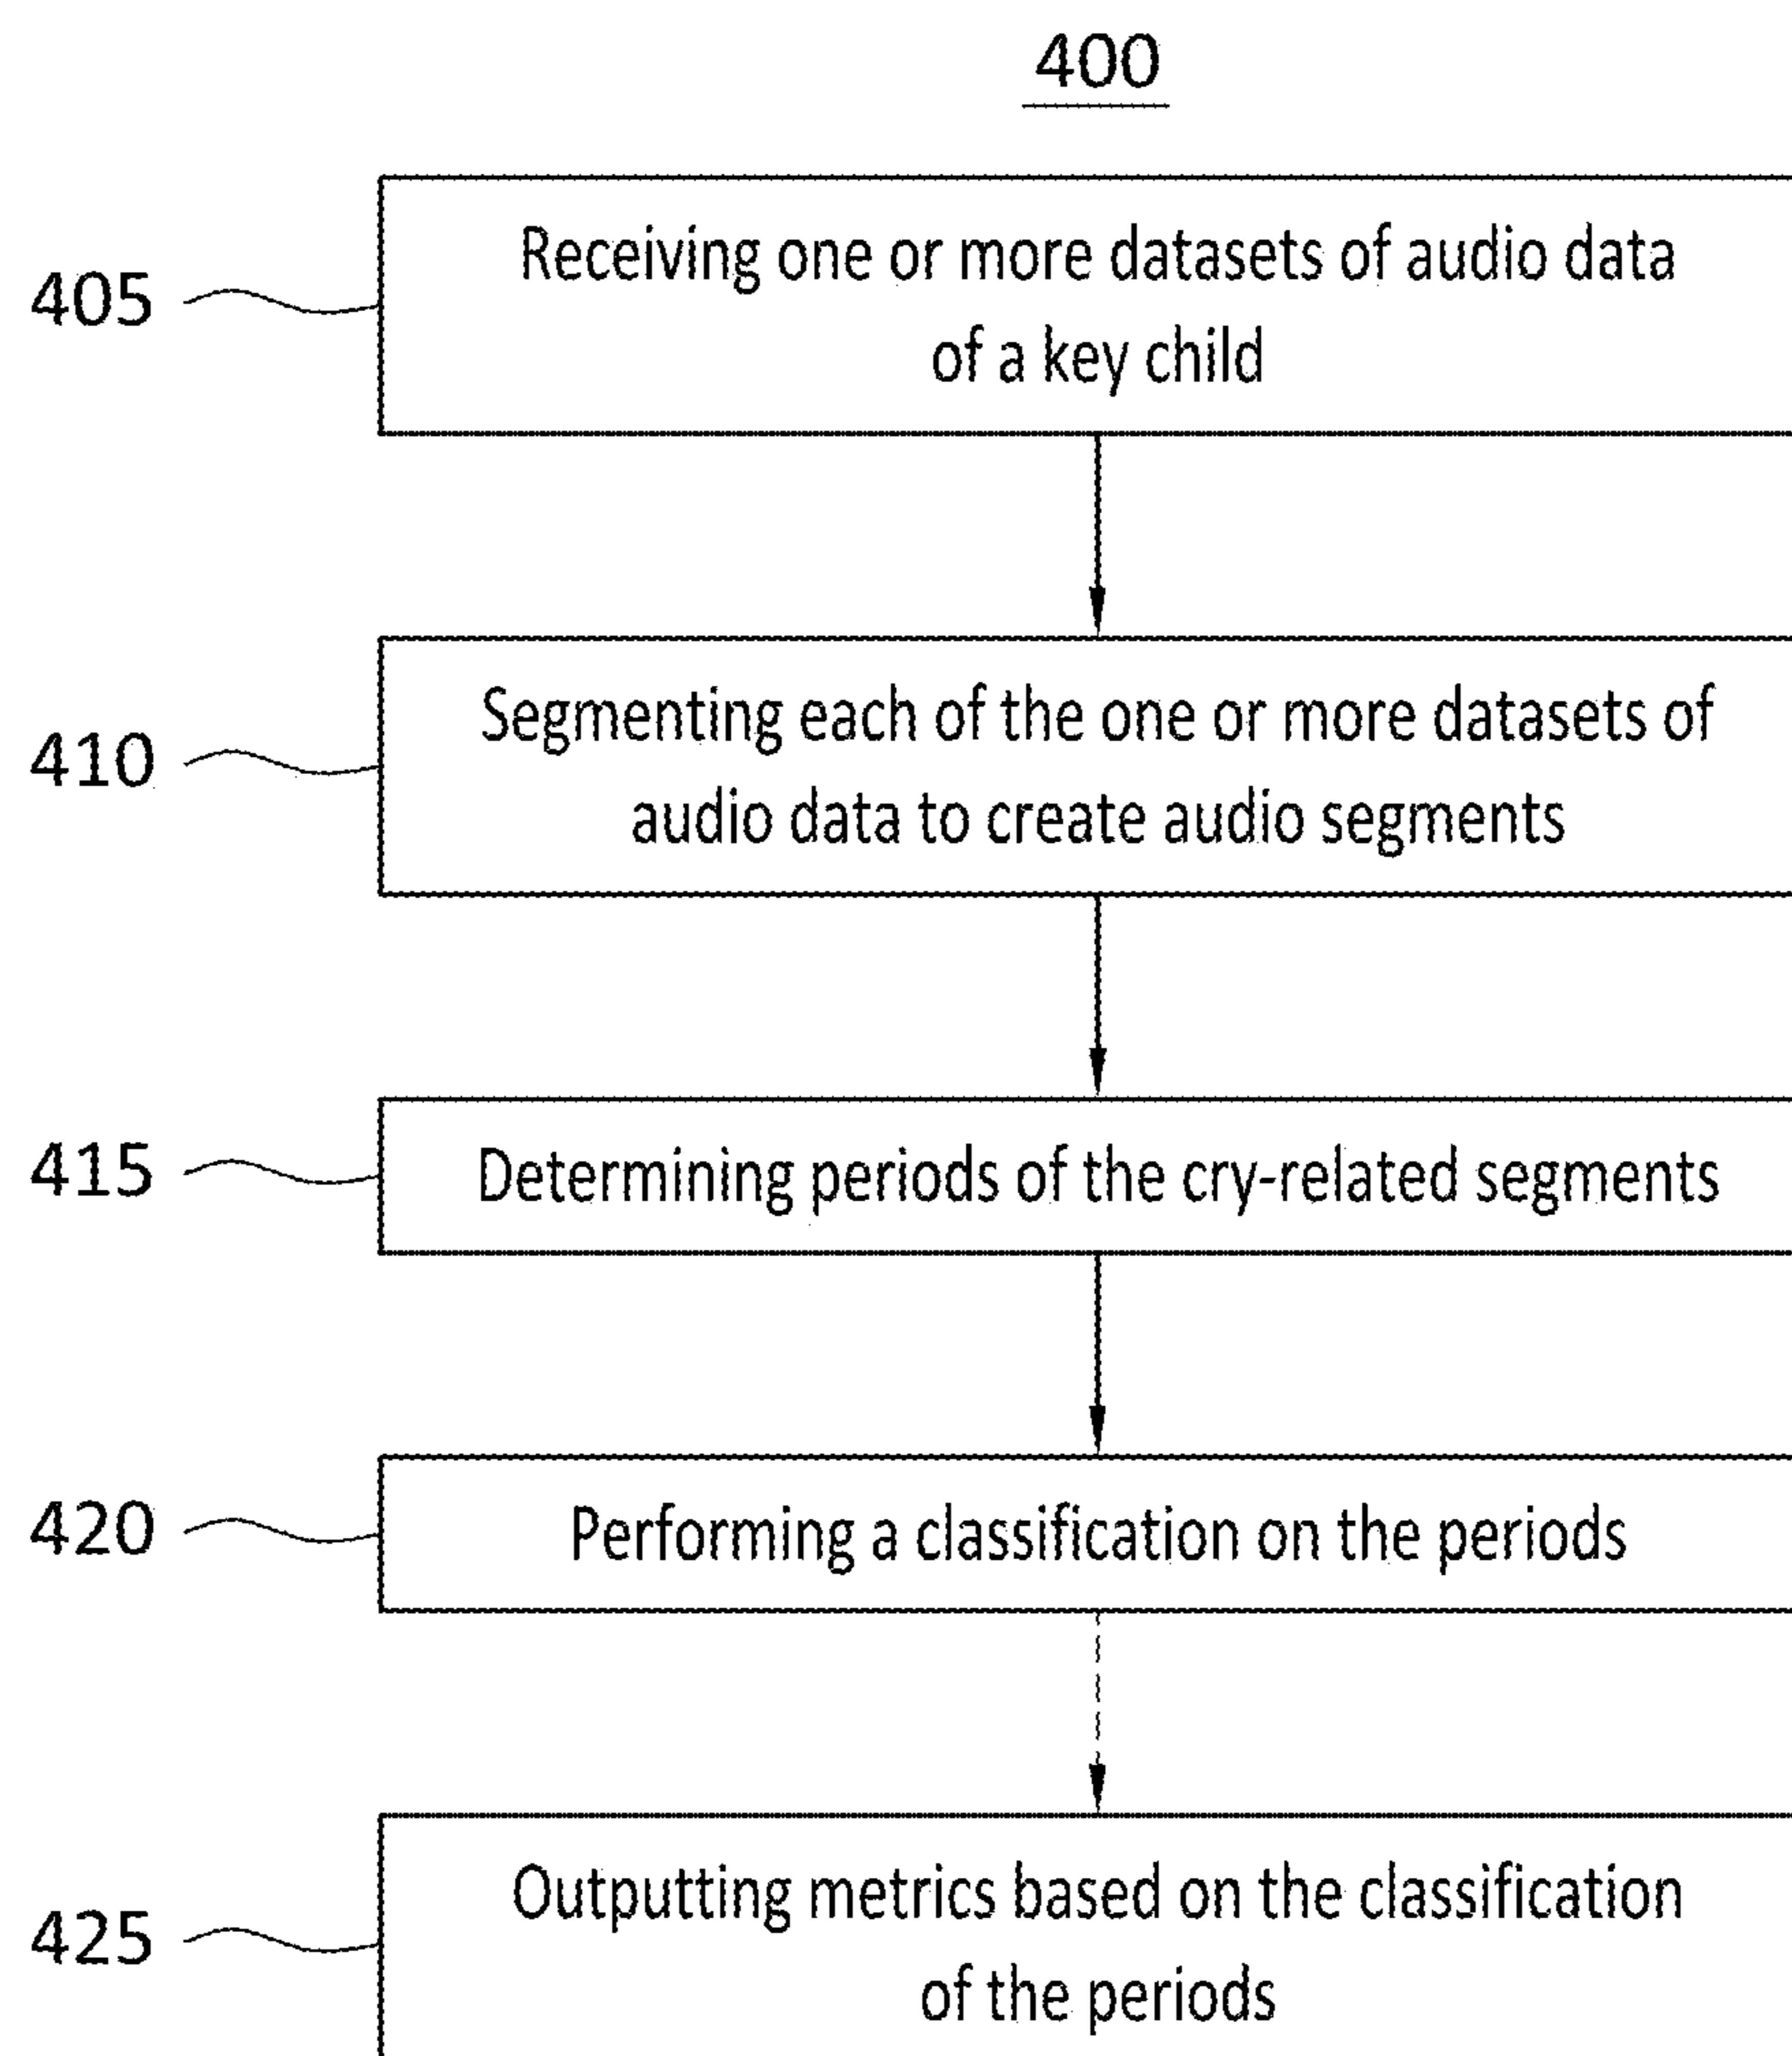 400
405
Receiving one or more datasets of audio data
of a key child
410
Segmenting each of the one or more datasets of
audio data to create audio segments
415
Determining periods of the cry-related segments
420
Performing a classification on the periods
425
Outputting metrics based on the classification
of the periods